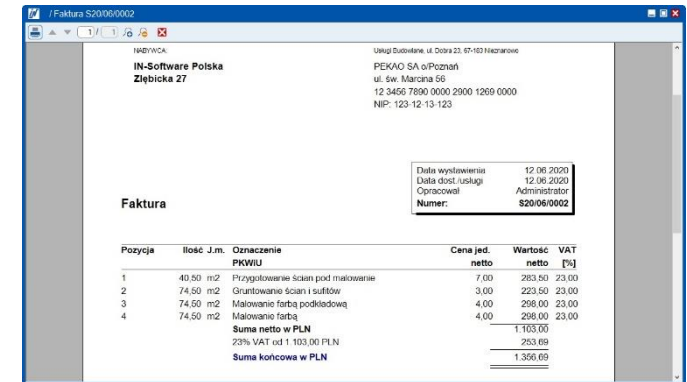 / Faktura S20/06/0002
1 / 1
NABYWCA:
IN-Software Polska
Zlębicka 27
Usługi Budowlane, ul. Dobra 23, 67-163 Nieznanowo
PEKAO SA o/Poznań
ul. św. Marcina 56
12 3456 7890 0000 2900 1269 0000
NIP: 123-12-13-123
Data wystawienia 12.06.2020
Data dost./usługi 12.06.2020
Opracował Administrator
Numer: S20/06/0002
Faktura
Pozycja Ilość J.m. Oznaczenie Cena jed. Wartość VAT
PKWiU netto netto [%]
1 40,50 m2 Przygotowanie ścian pod malowanie 7,00 283,50 23,00
2 74,50 m2 Gruntowanie ścian i sufitów 3,00 223,50 23,00
3 74,50 m2 Malowanie farbą podkładową 4,00 298,00 23,00
4 74,50 m2 Malowanie farbą 4,00 298,00 23,00
Suma netto w PLN 1.103,00
23% VAT od 1.103,00 PLN 253,69
Suma końcowa w PLN 1.356,69